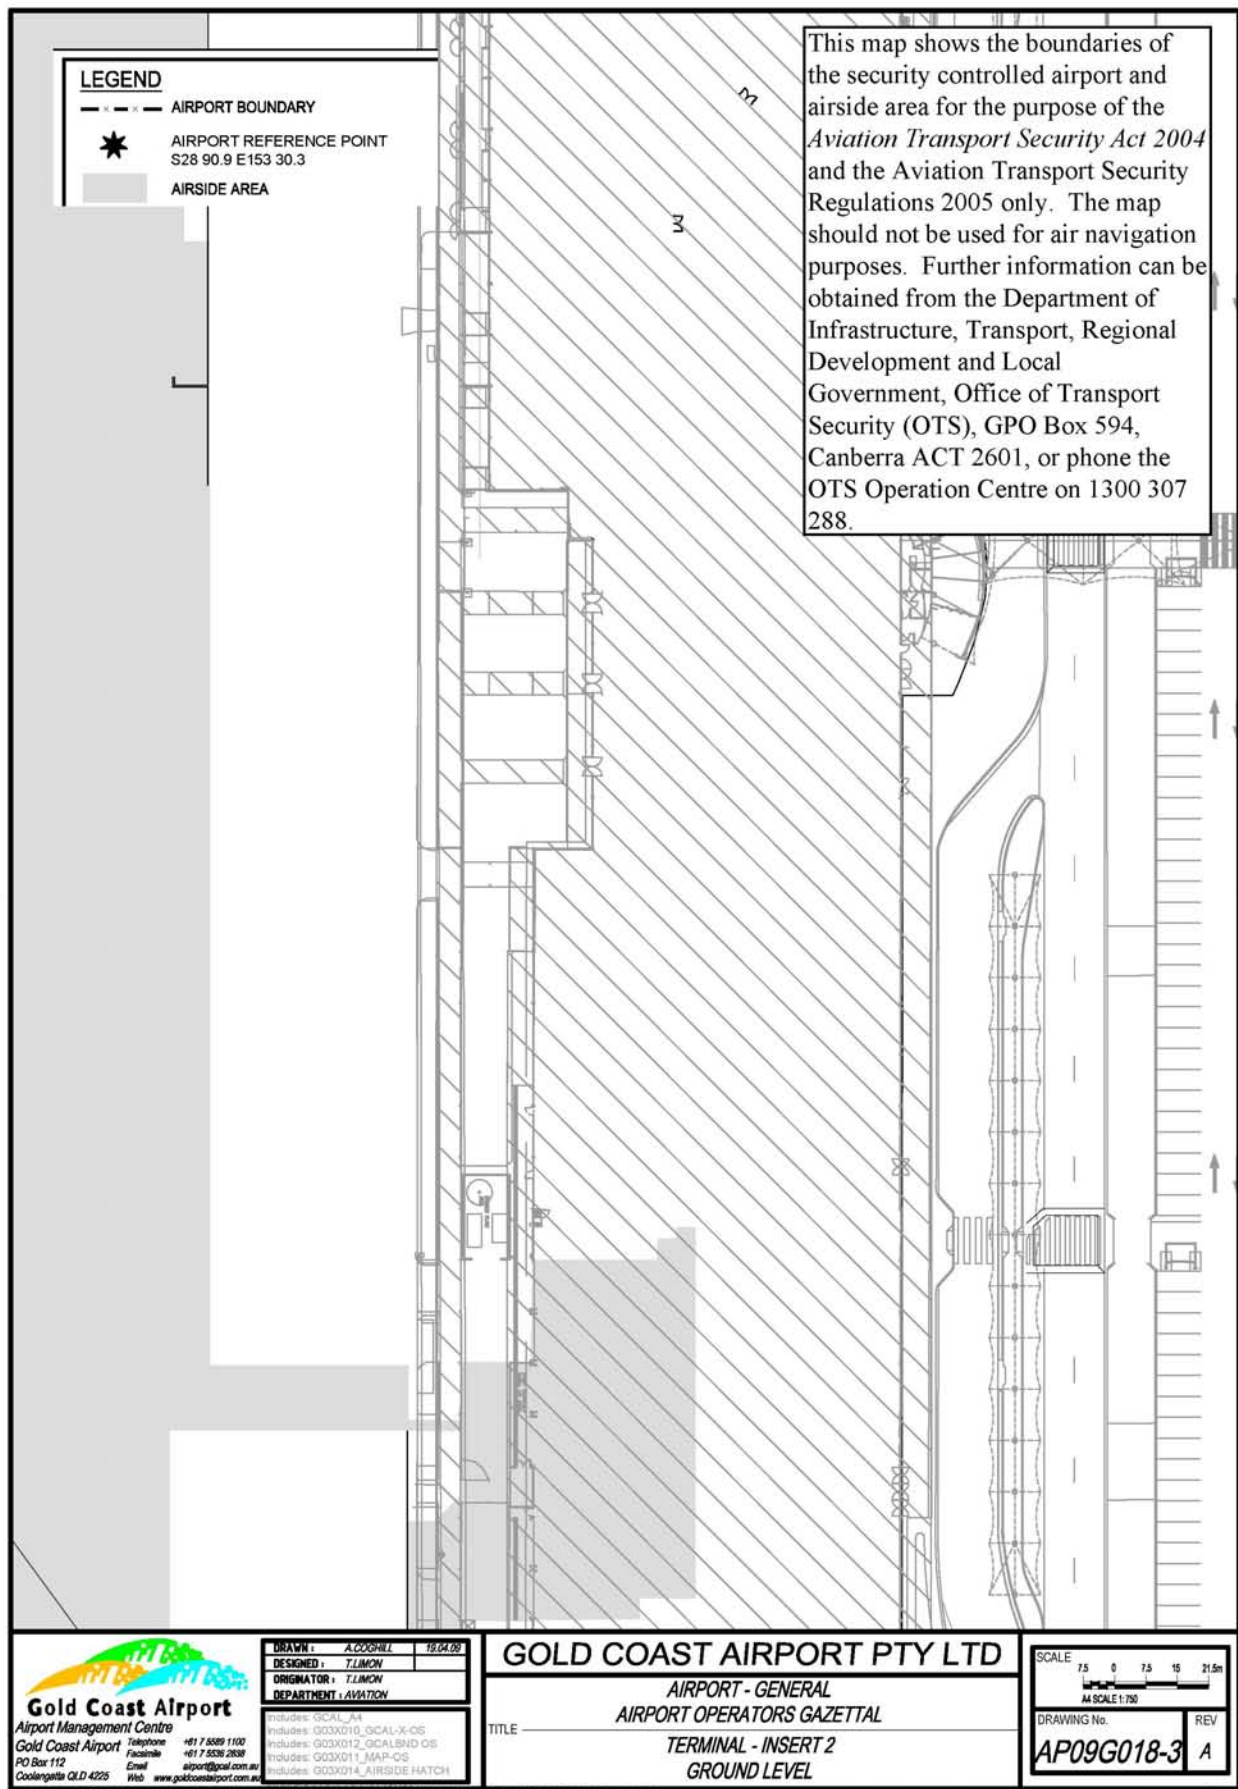 LEGEND
AIRPORT BOUNDARY
AIRPORT REFERENCE POINT
S28 90.9 E153 30.3
AIRSIDE AREA
This map shows the boundaries of
the security controlled airport and
airside area for the purpose of the
Aviation Transport Security Act 2004
and the Aviation Transport Security
Regulations 2005 only. The map
should not be used for air navigation
purposes. Further information can be
obtained from the Department of
Infrastructure, Transport, Regional
Development and Local
Government, Office of Transport
Security (OTS), GPO Box 594,
Canberra ACT 2601, or phone the
OTS Operation Centre on 1300 307
288.
Gold Coast Airport
Airport Management Centre
Gold Coast Airport Telephone +61 7 5589 1100
Facsimile +61 7 5536 2838
PO Box 112 Email airport@gcal.com.au
Coolangatta QLD 4225 Web www.goldcoastairport.com.au
DRAWN : A.COGHILL 19.04.09
DESIGNED : T.LIMON
ORIGINATOR : T.LIMON
DEPARTMENT : AVIATION
Includes: GCAL_A4
Includes: G03X010_GCAL-X-OS
Includes: G03X012_GCALBND OS
Includes: G03X011_MAP-OS
Includes: G03X014_AIRSIDE HATCH
GOLD COAST AIRPORT PTY LTD
AIRPORT - GENERAL
AIRPORT OPERATORS GAZETTAL
TITLE
TERMINAL - INSERT 2
GROUND LEVEL
SCALE
7.5 0 7.5 15 21.5m
A4 SCALE 1:750
DRAWING No.
AP09G018-3
REV
A